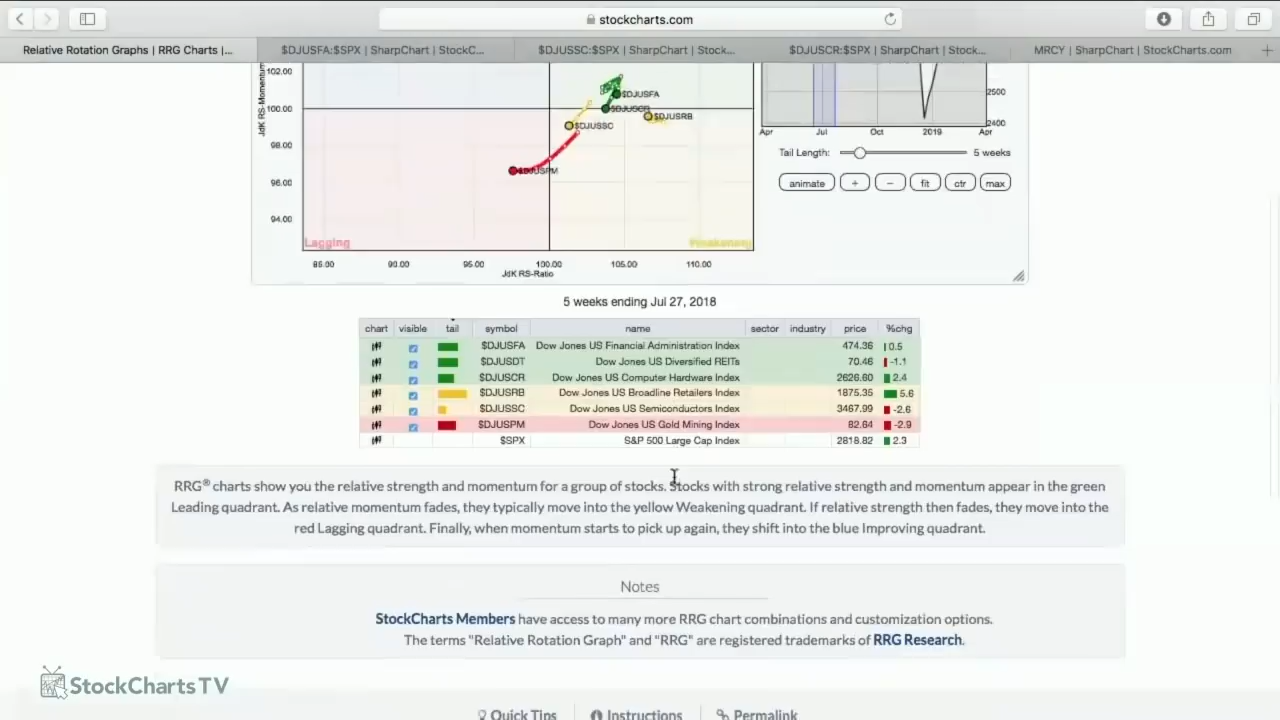 stockcharts.com
Relative Rotation Graphs | RRG Charts |... $DJUSFA:$SPX | SharpChart | StockC... $DJUSSC:$SPX | SharpChart | Stock... $DJUSCR:$SPX | SharpChart | Stock... MRCY | SharpChart | StockCharts.com
102.00
100.00
98.00
96.00
94.00
JdK RS-Momentum
$DJUSFA
$DJUSCR
$DJUSRB
$DJUSSC
$DJUSPM
Lagging
Weakening
90.00 95.00 100.00 105.00 110.00
JdK RS-Ratio
2500
2400
Apr Jul Oct 2019 Apr
Tail Length: 5 weeks
animate + − fit ctr max
5 weeks ending Jul 27, 2018
chart visible tail symbol name sector industry price %chg
$DJUSFA Dow Jones US Financial Administration Index 474.36 0.5
$DJUSDT Dow Jones US Diversified REITs 70.46 -1.1
$DJUSCR Dow Jones US Computer Hardware Index 2626.60 2.4
$DJUSRB Dow Jones US Broadline Retailers Index 1875.35 5.6
$DJUSSC Dow Jones US Semiconductors Index 3467.99 -2.6
$DJUSPM Dow Jones US Gold Mining Index 82.64 -2.9
$SPX S&P 500 Large Cap Index 2818.82 2.3
RRG® charts show you the relative strength and momentum for a group of stocks. Stocks with strong relative strength and momentum appear in the green
Leading quadrant. As relative momentum fades, they typically move into the yellow Weakening quadrant. If relative strength then fades, they move into the
red Lagging quadrant. Finally, when momentum starts to pick up again, they shift into the blue Improving quadrant.
Notes
StockCharts Members have access to many more RRG chart combinations and customization options.
The terms "Relative Rotation Graph" and "RRG" are registered trademarks of RRG Research.
StockChartsTV
Quick Tips Instructions Permalink